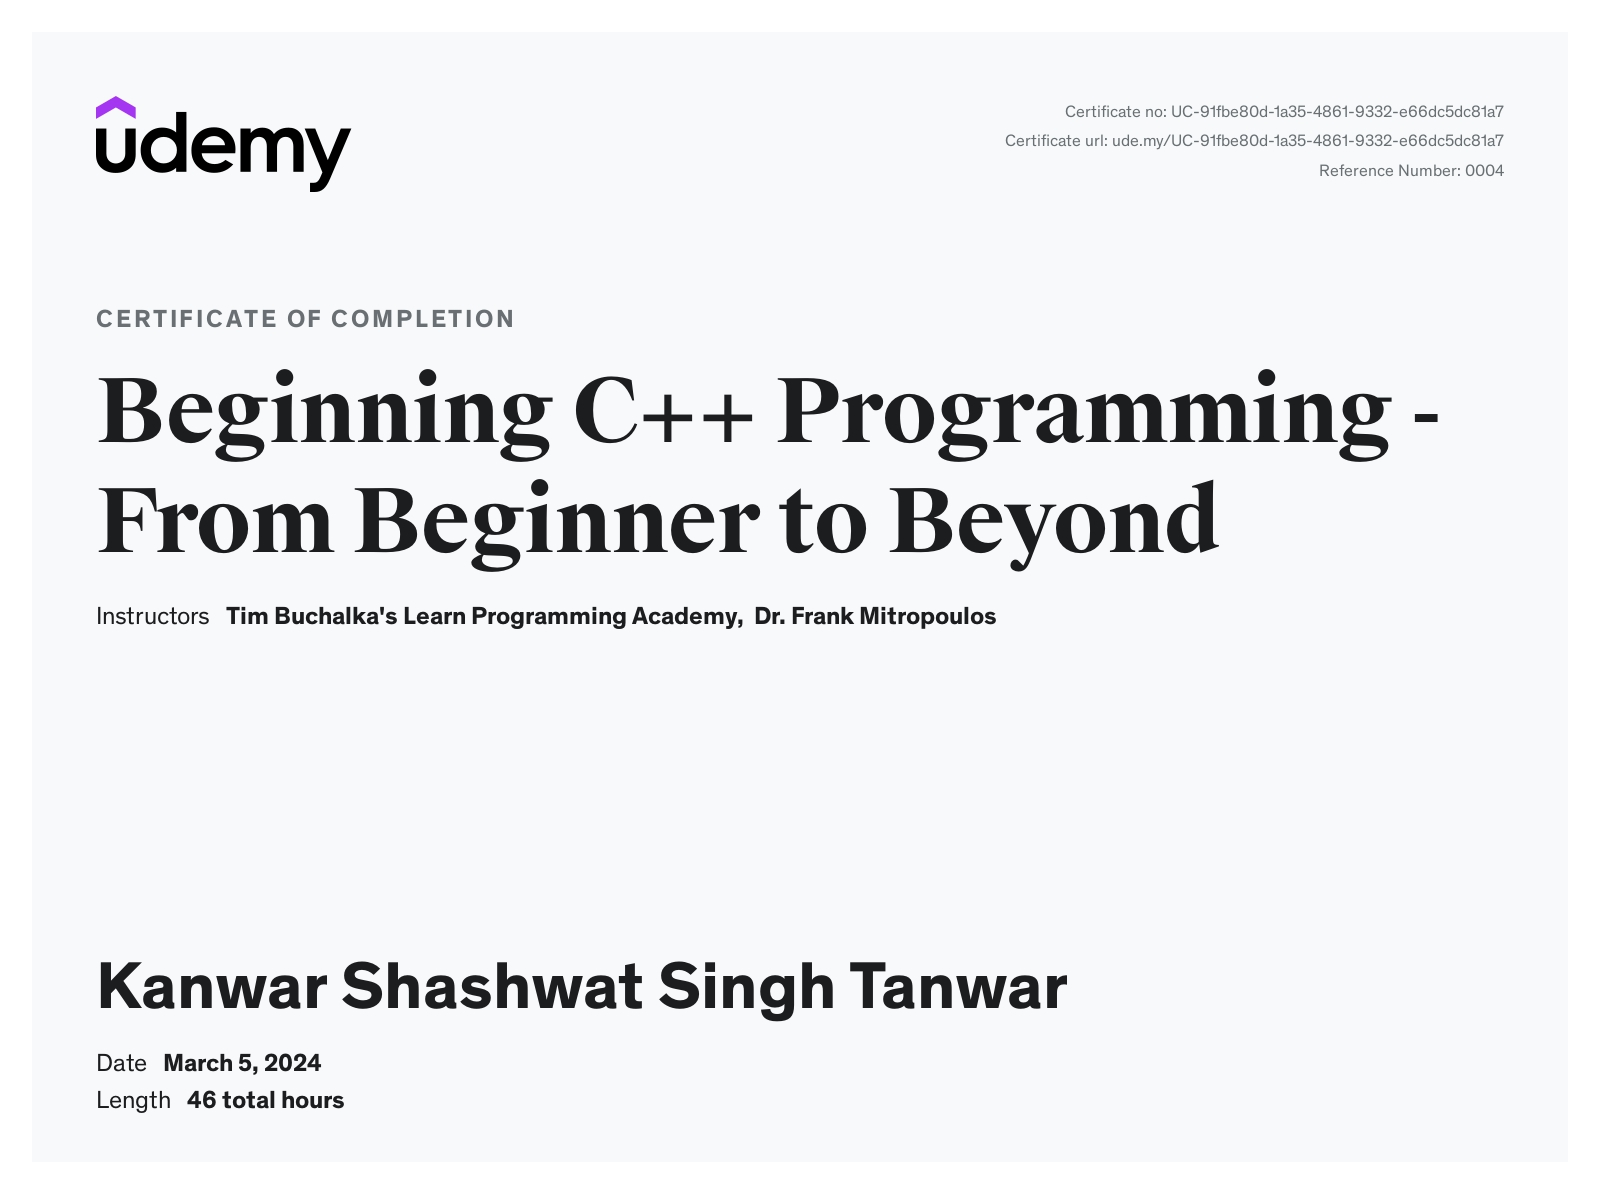 udemy
Certificate no: UC-91fbe80d-1a35-4861-9332-e66dc5dc81a7
Certificate url: ude.my/UC-91fbe80d-1a35-4861-9332-e66dc5dc81a7
Reference Number: 0004
CERTIFICATE OF COMPLETION
Beginning C++ Programming -
From Beginner to Beyond
Instructors Tim Buchalka's Learn Programming Academy, Dr. Frank Mitropoulos
Kanwar Shashwat Singh Tanwar
Date March 5, 2024
Length 46 total hours